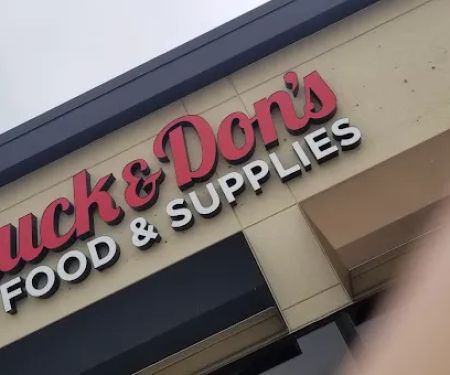 uck & Don's
FOOD & SUPPLIES